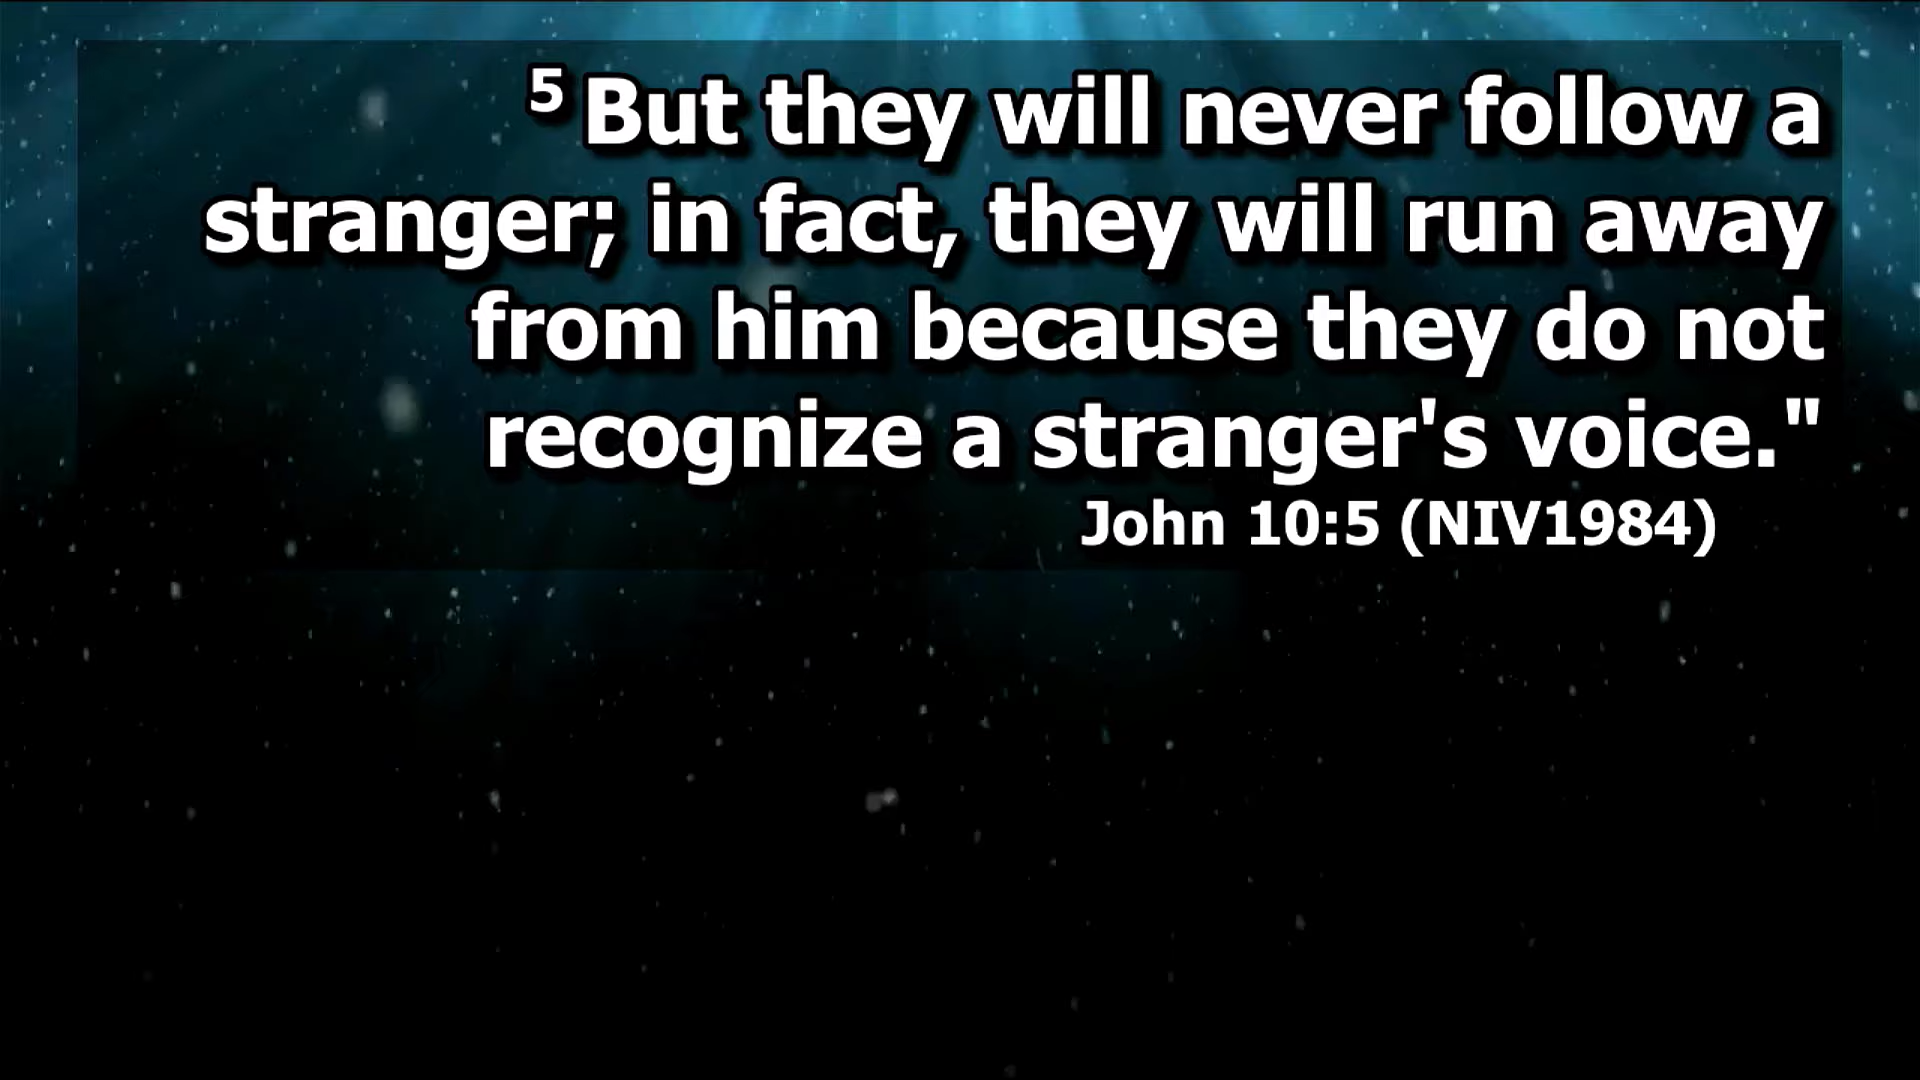 5 But they will never follow a
stranger; in fact, they will run away
from him because they do not
recognize a stranger's voice."
John 10:5 (NIV1984)